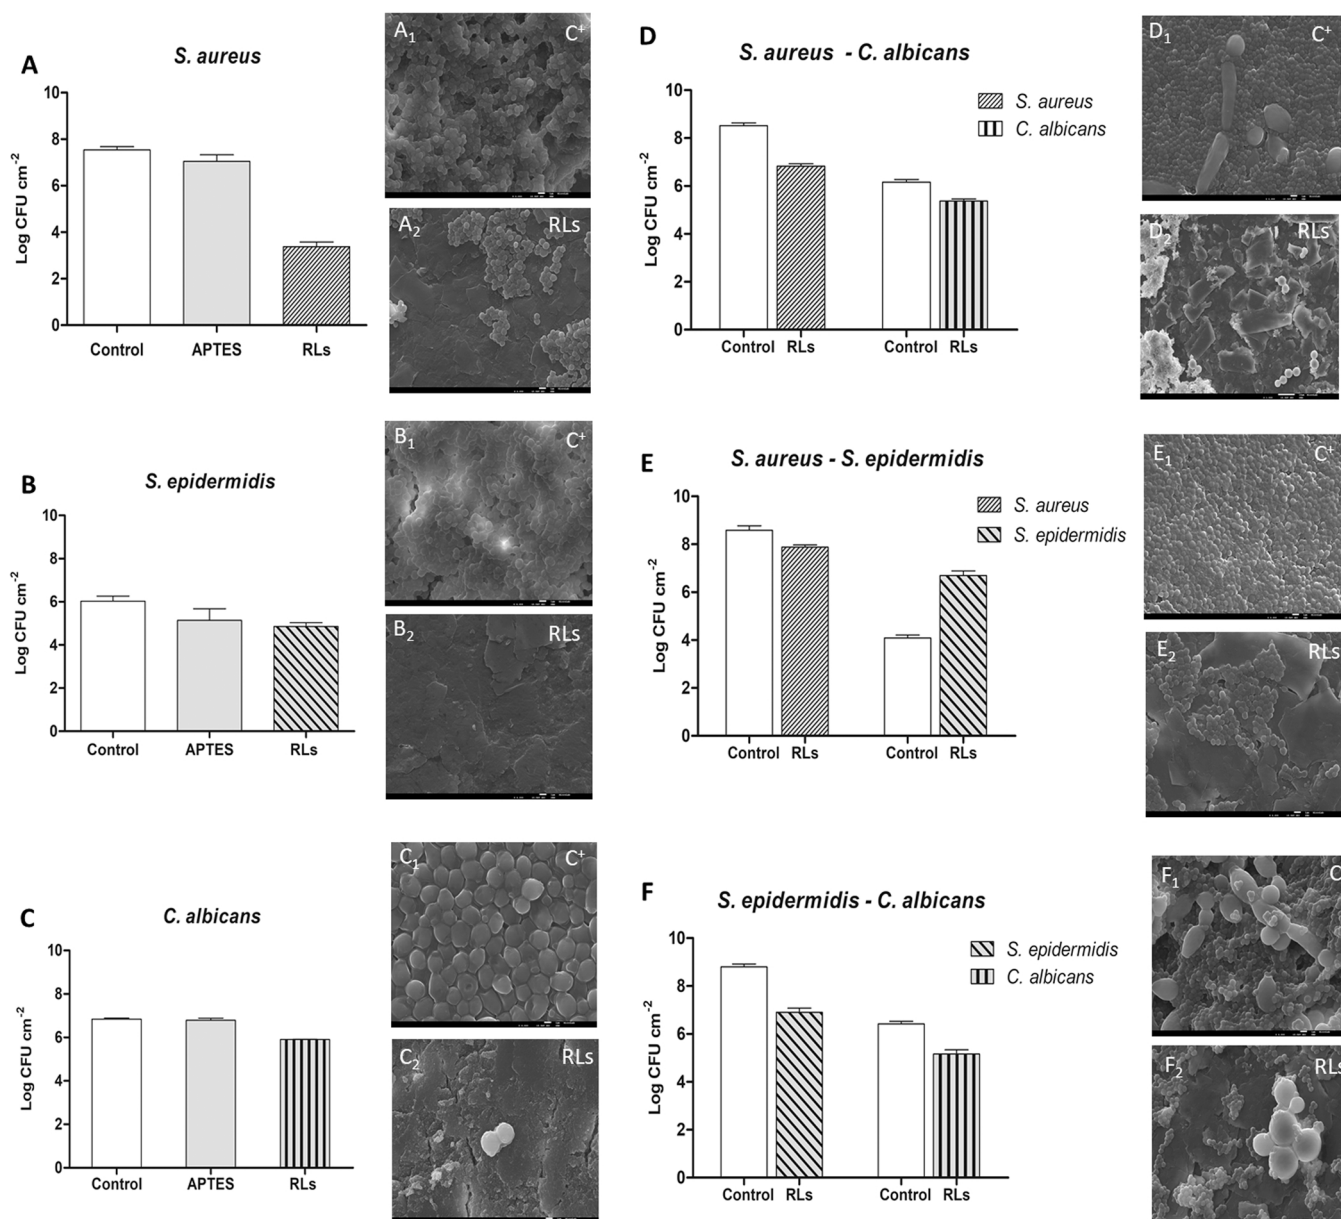 A
S. aureus
Log CFU cm-2
10
8
6
4
2
0
Control APTES RLs
A1 C+
A2 RLs
B
S. epidermidis
Log CFU cm-2
10
8
6
4
2
0
Control APTES RLs
B1 C+
B2 RLs
C
C. albicans
Log CFU cm-2
10
8
6
4
2
0
Control APTES RLs
C1 C+
C2 RLs
D
S. aureus - C. albicans
S. aureus
C. albicans
Log CFU cm-2
10
8
6
4
2
0
Control RLs Control RLs
D1 C+
D2 RLs
E
S. aureus - S. epidermidis
S. aureus
S. epidermidis
Log CFU cm-2
10
8
6
4
2
0
Control RLs Control RLs
E1 C+
E2 RLs
F
S. epidermidis - C. albicans
S. epidermidis
C. albicans
Log CFU cm-2
10
8
6
4
2
0
Control RLs Control RLs
F1 C
F2 RLs